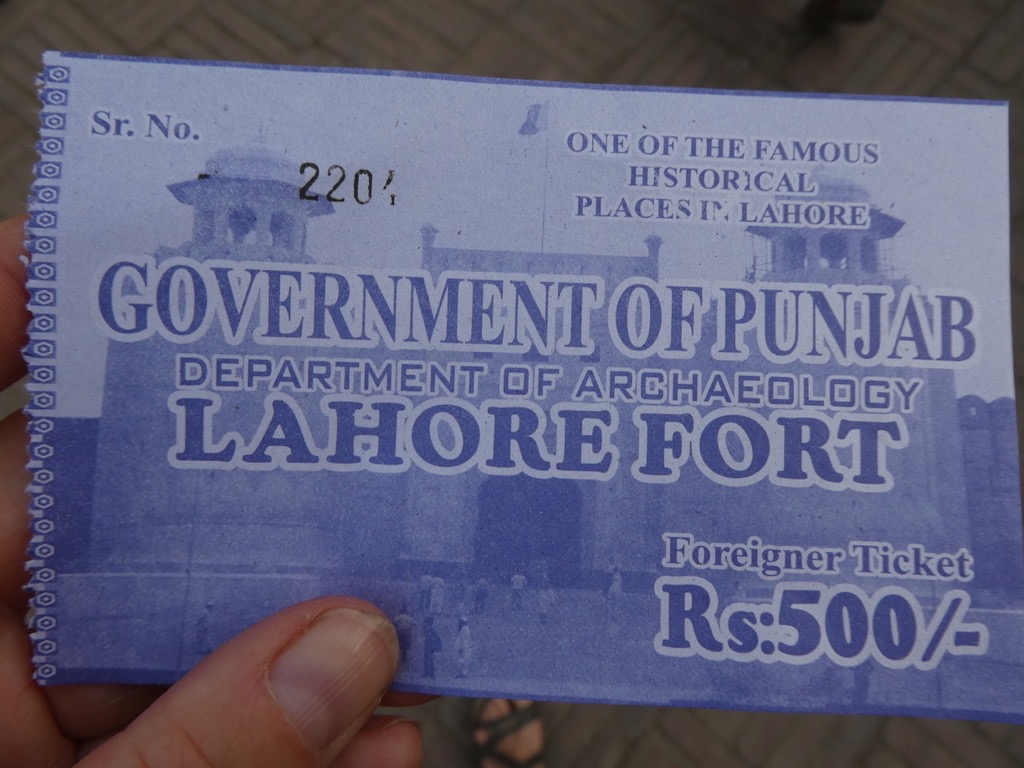 Sr. No.
2204
ONE OF THE FAMOUS
HISTORICAL
PLACES IN LAHORE
GOVERNMENT OF PUNJAB
DEPARTMENT OF ARCHAEOLOGY
LAHORE FORT
Foreigner Ticket
Rs:500/-